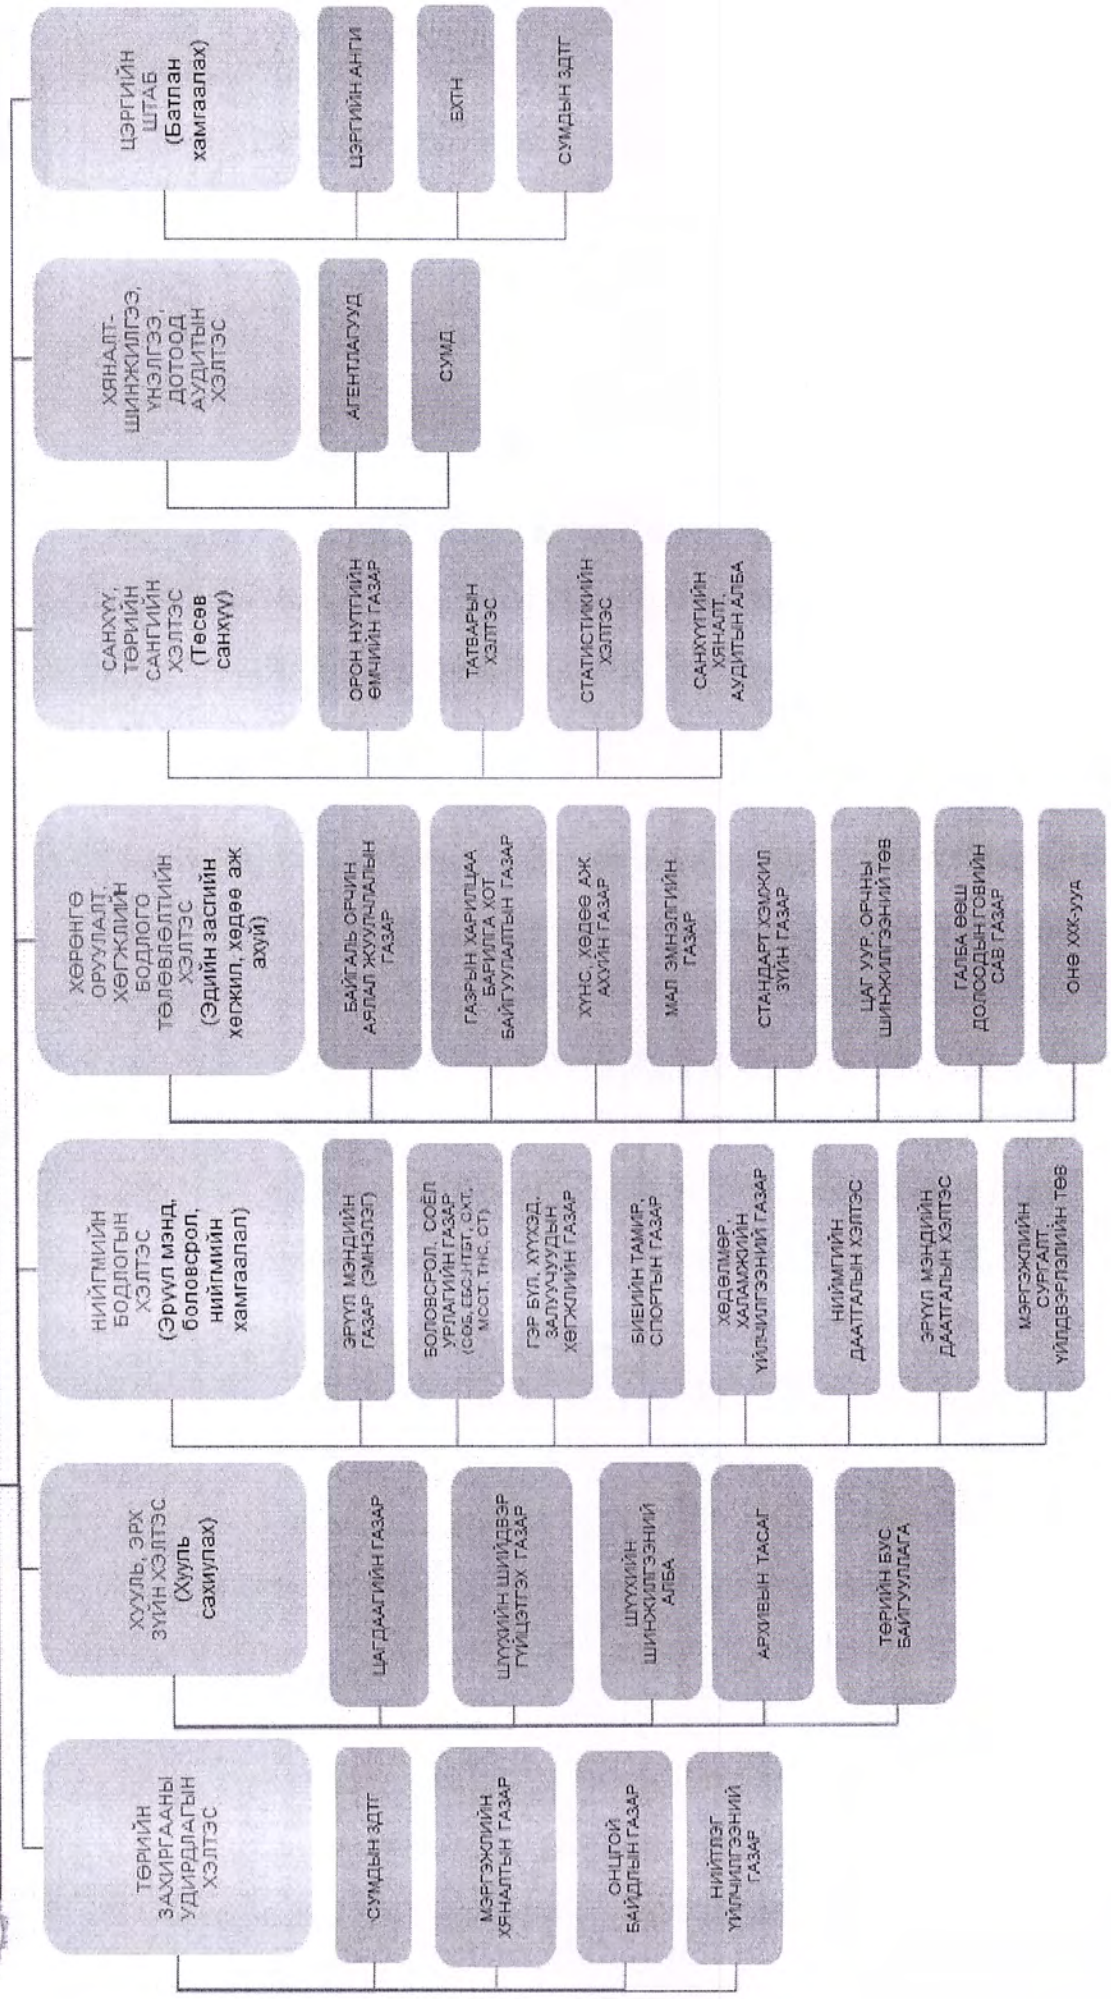 ТӨРИЙН
ЗАХИРГААНЫ
УДИРДЛАГЫН
ХЭЛТЭС
СУМДЫН ЗДТГ
МЭРГЭЖЛИЙН
ХЯНАЛТЫН ГАЗАР
ОНЦГОЙ
БАЙДЛЫН ГАЗАР
НИЙТЛЭГ
ҮЙЛЧИЛГЭЭНИЙ
ГАЗАР
ХУУЛЬ, ЭРХ
ЗҮЙН ХЭЛТЭС
(Хууль
сахиулах)
ЦАГДААГИЙН ГАЗАР
ШҮҮХИЙН ШИЙДВЭР
ГҮЙЦЭТГЭХ ГАЗАР
ШҮҮХИЙН
ШИНЖИЛГЭЭНИЙ
АЛБА
АРХИВЫН ТАСАГ
ТӨРИЙН БУС
БАЙГУУЛЛАГА
НИЙГМИЙН
БОДЛОГЫН
ХЭЛТЭС
(Эрүүл мэнд,
боловсрол,
нийгмийн
хамгаалал)
ЭРҮҮЛ МЭНДИЙН
ГАЗАР (ЭМНЭЛЭГ)
БОЛОВСРОЛ, СОЁЛ
УРЛАГИЙН ГАЗАР
(СӨБ, ЕБС, НТБТ, СХТ,
МССТ, ТНС, СТ)
ГЭР БҮЛ, ХҮҮХЭД,
ЗАЛУУЧУУДЫН
ХӨГЖЛИЙН ГАЗАР
БИЕИЙН ТАМИР,
СПОРТЫН ГАЗАР
ХӨДӨЛМӨР,
ХАЛАМЖИЙН
ҮЙЛЧИЛГЭЭНИЙ ГАЗАР
НИЙМГИЙН
ДААТГАЛЫН ХЭЛТЭС
ЭРҮҮЛ МЭНДИЙН
ДААТГАЛЫН ХЭЛТЭС
МЭРГЭЖЛИЙН
СУРГАЛТ,
ҮЙЛДВЭРЛЭЛИЙН ТӨВ
ХӨРӨНГӨ
ОРУУЛАЛТ,
ХӨГЖЛИЙН
БОДЛОГО
ТӨЛӨВЛӨЛТИЙН
ХЭЛТЭС
(Эдийн засгийн
хөгжил, хөдөө аж
ахуй)
БАЙГАЛЬ ОРЧИН
АЯЛАЛ ЖУУЛЧЛАЛЫН
ГАЗАР
ГАЗРЫН ХАРИЛЦАА
БАРИЛГА ХОТ
БАЙГУУЛАЛТЫН ГАЗАР
ХҮНС, ХӨДӨӨ АЖ
АХУЙН ГАЗАР
МАЛ ЭМНЭЛГИЙН
ГАЗАР
СТАНДАРТ ХЭМЖИЛ
ЗҮЙН ГАЗАР
ЦАГ УУР, ОРЧНЫ
ШИНЖИЛГЭЭНИЙ ТӨВ
ГАЛБА ӨӨШ
ДОЛООДЫН ГОВИЙН
САВ ГАЗАР
ОНӨ ХХК-ууд
САНХҮҮ,
ТӨРИЙН
САНГИЙН
ХЭЛТЭС
(Төсөв
санхүү)
ОРОН НУТГИЙН
ӨМЧИЙН ГАЗАР
ТАТВАРЫН
ХЭЛТЭС
СТАТИСТИКИЙН
ХЭЛТЭС
САНХҮҮГИЙН
ХЯНАЛТ,
АУДИТЫН АЛБА
ХЯНАЛТ-
ШИНЖИЛГЭЭ,
ҮНЭЛГЭЭ,
ДОТООД
АУДИТЫН
ХЭЛТЭС
АГЕНТЛАГУУД
СУМД
ЦЭРГИЙН
ШТАБ
(Батлан
хамгаалах)
ЦЭРГИЙН АНГИ
БХТН
СУМДЫН ЗДТГ